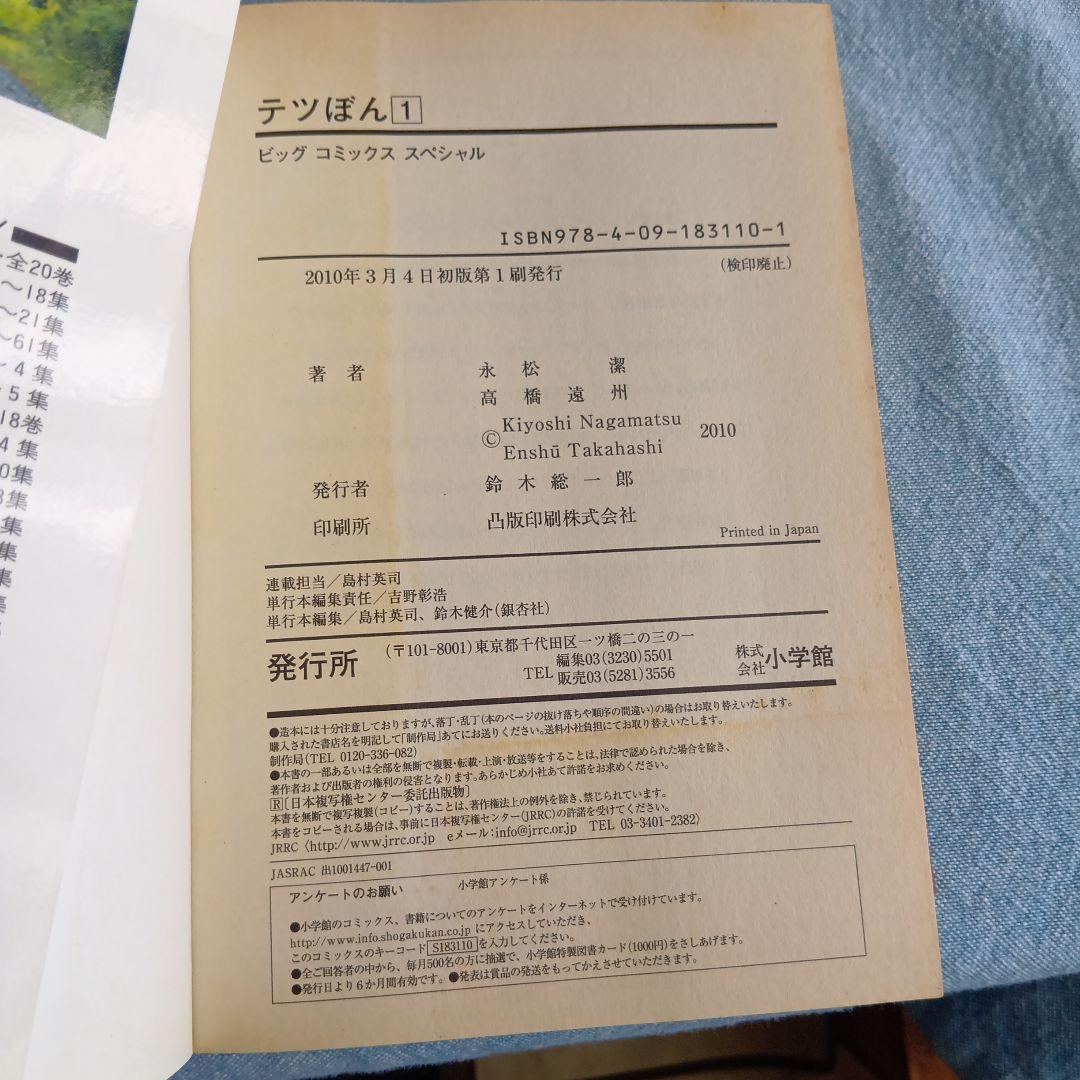 全20巻
〜18集
〜21集
〜61集
4集
5集
18巻
4集
0集
集
集
集
集
テツぼん1
ビッグ コミックス スペシャル
ISBN978-4-09-183110-1
2010年3月4日初版第1刷発行
(検印廃止)
著者 永松 潔
高橋遠州
© Kiyoshi Nagamatsu
Enshū Takahashi 2010
発行者 鈴木総一郎
印刷所 凸版印刷株式会社
Printed in Japan
連載担当/島村英司
単行本編集責任/吉野彰浩
単行本編集/島村英司、鈴木健介(銀杏社)
発行所 (〒101-8001)東京都千代田区一ツ橋二の三の一
TEL 編集03(3230)5501
販売03(5281)3556
株式会社小学館
●造本には十分注意しておりますが、落丁・乱丁(本のページの抜け落ちや順序の間違い)の場合はお取り替えいたします。
購入された書店名を明記して「制作局」あてにお送りください。送料小社負担にてお取り替えいたします。
制作局(TEL 0120-336-082)
●本書の一部あるいは全部を無断で複製・転載・上演・放送等をすることは、法律で認められた場合を除き、
著作者および出版者の権利の侵害となります。あらかじめ小社あて許諾をお求めください。
R〔日本複写権センター委託出版物〕
本書を無断で複写複製(コピー)することは、著作権法上の例外を除き、禁じられています。
本書をコピーされる場合は、事前に日本複写権センター(JRRC)の許諾を受けてください。
JRRC〈http://www.jrrc.or.jp eメール:info@jrrc.or.jp TEL 03-3401-2382〉
JASRAC 出1001447-001
アンケートのお願い 小学館アンケート係
●小学館のコミックス、書籍についてのアンケートをインターネットで受け付けています。
http://www.info.shogakukan.co.jp にアクセスしていただき、
このコミックスのキーコード S183110 を入力してください。
●全ご回答者の中から、毎月500名の方に抽選で、小学館特製図書カード(1000円)をさしあげます。
●発行日より6か月間有効です。●発表は賞品の発送をもってかえさせていただきます。